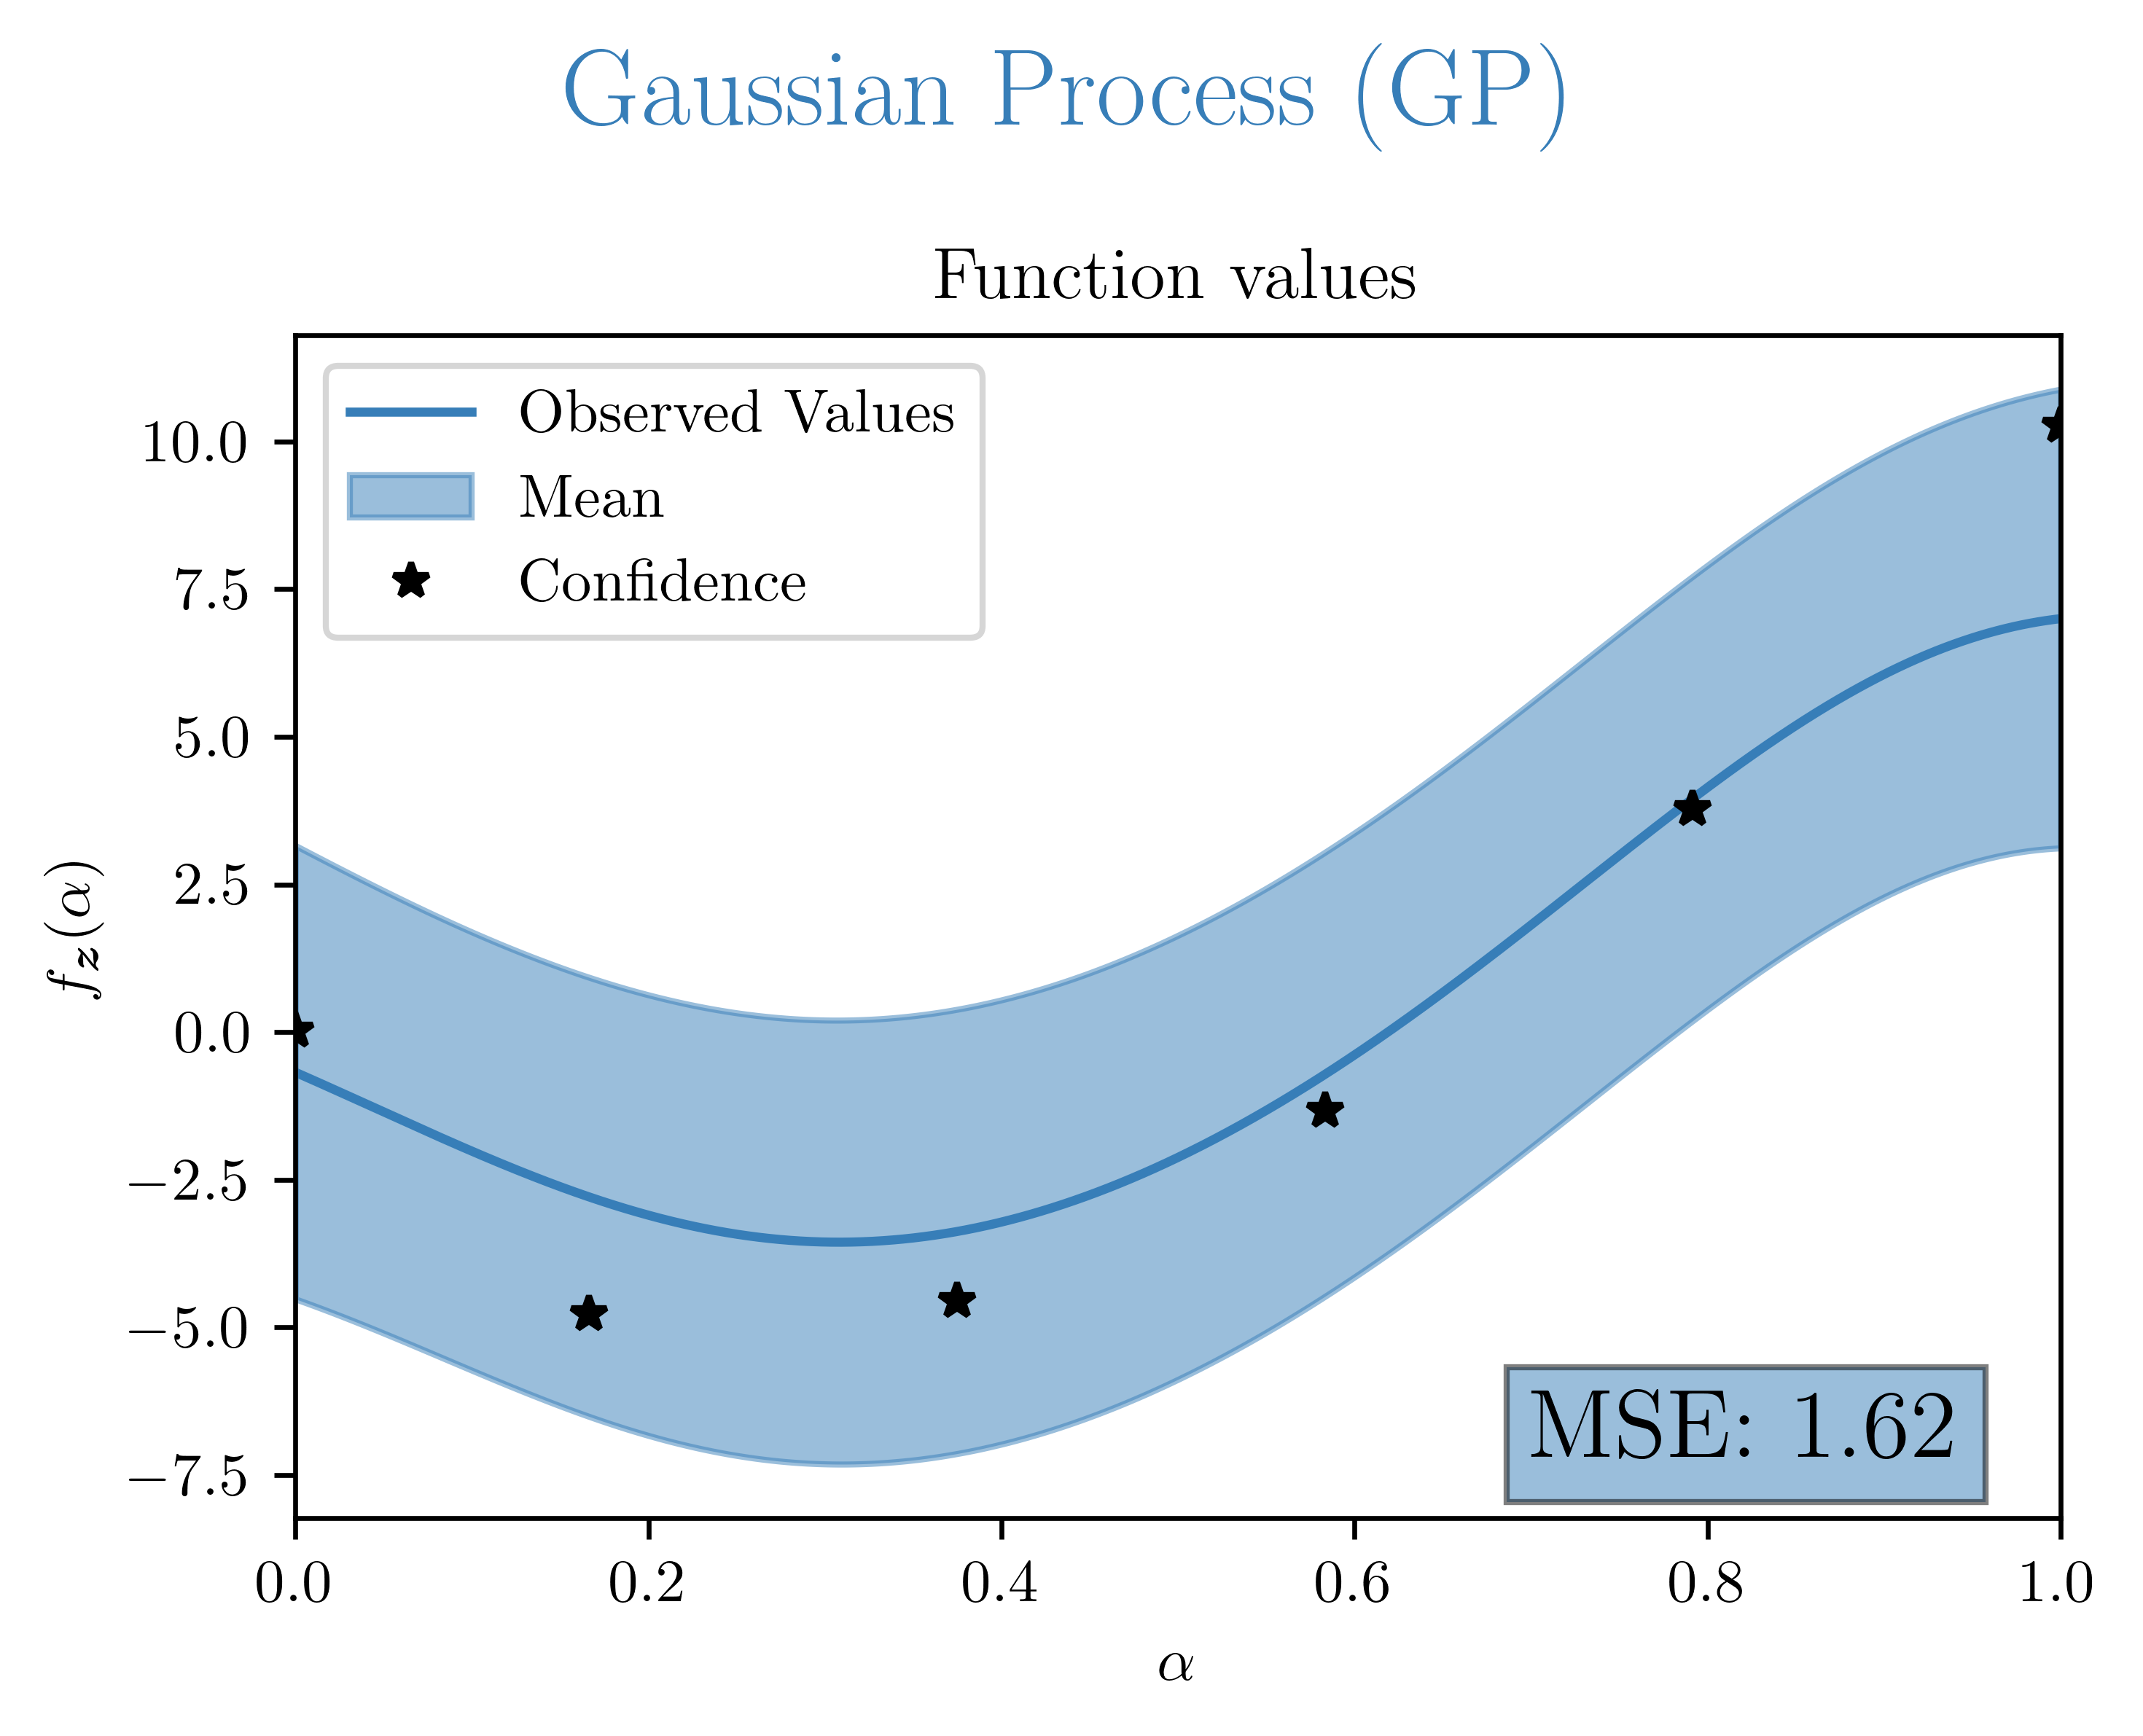 Gaussian Process (GP)
Function values
Observed Values
Mean
Confidence
10.0
7.5
5.0
2.5
0.0
−2.5
−5.0
−7.5
f_z(α)
MSE: 1.62
0.0 0.2 0.4 0.6 0.8 1.0
α